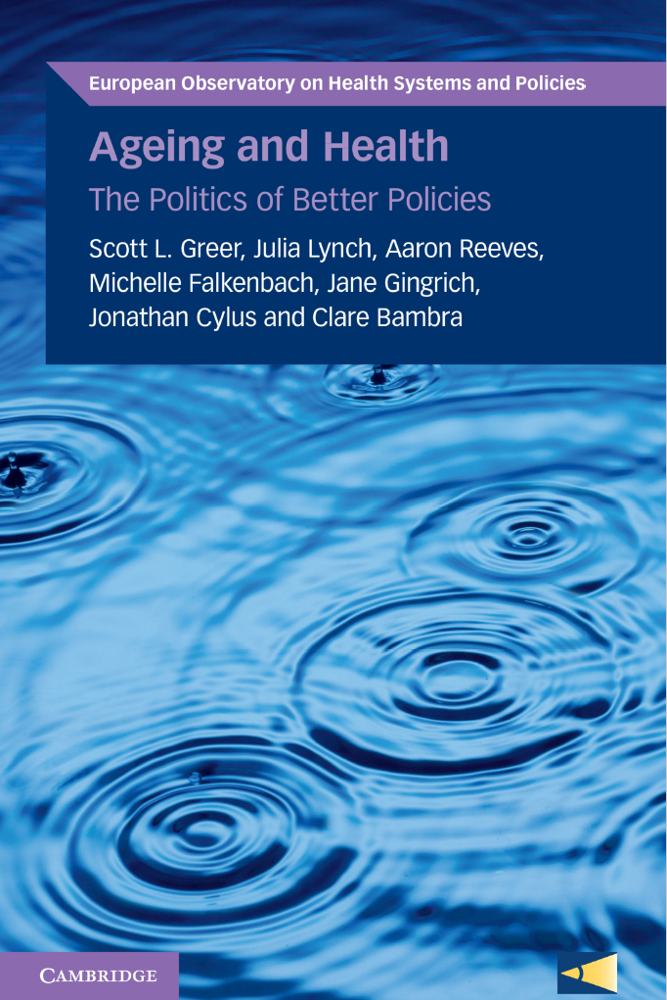 European Observatory on Health Systems and Policies
Ageing and Health
The Politics of Better Policies
Scott L. Greer, Julia Lynch, Aaron Reeves,
Michelle Falkenbach, Jane Gingrich,
Jonathan Cylus and Clare Bambra
CAMBRIDGE